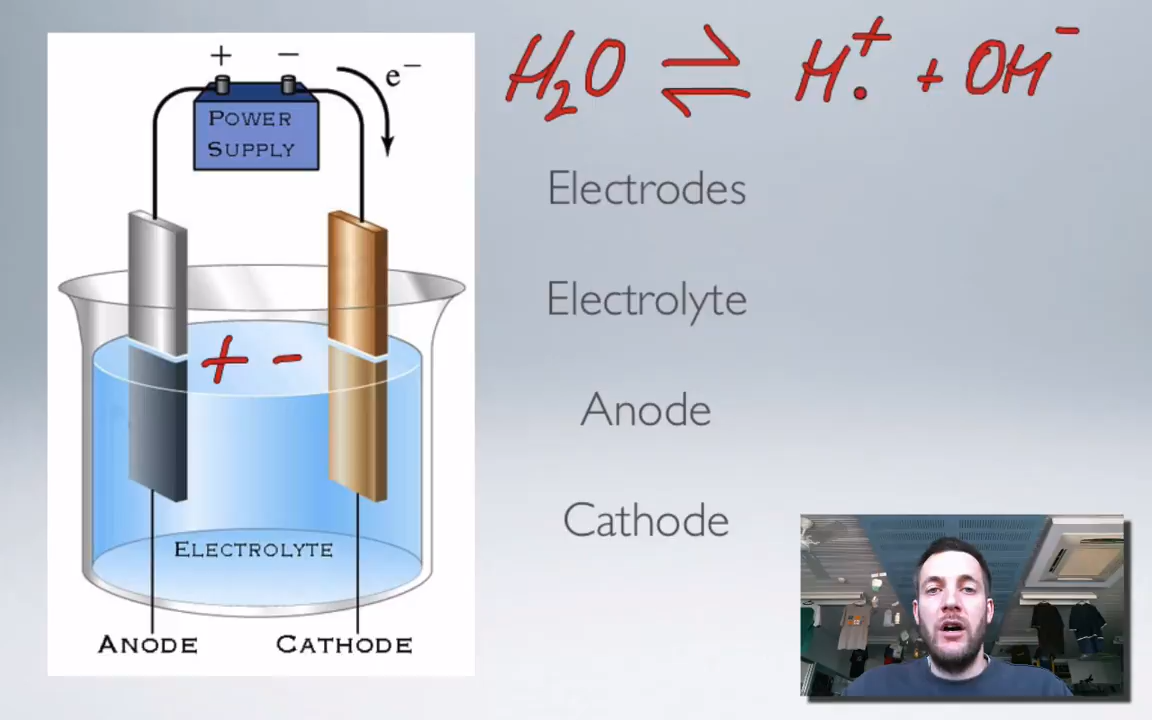 H₂O ⇌ H⁺ + OH⁻
+ −
e⁻
POWER
SUPPLY
+ -
ELECTROLYTE
ANODE CATHODE
Electrodes
Electrolyte
Anode
Cathode